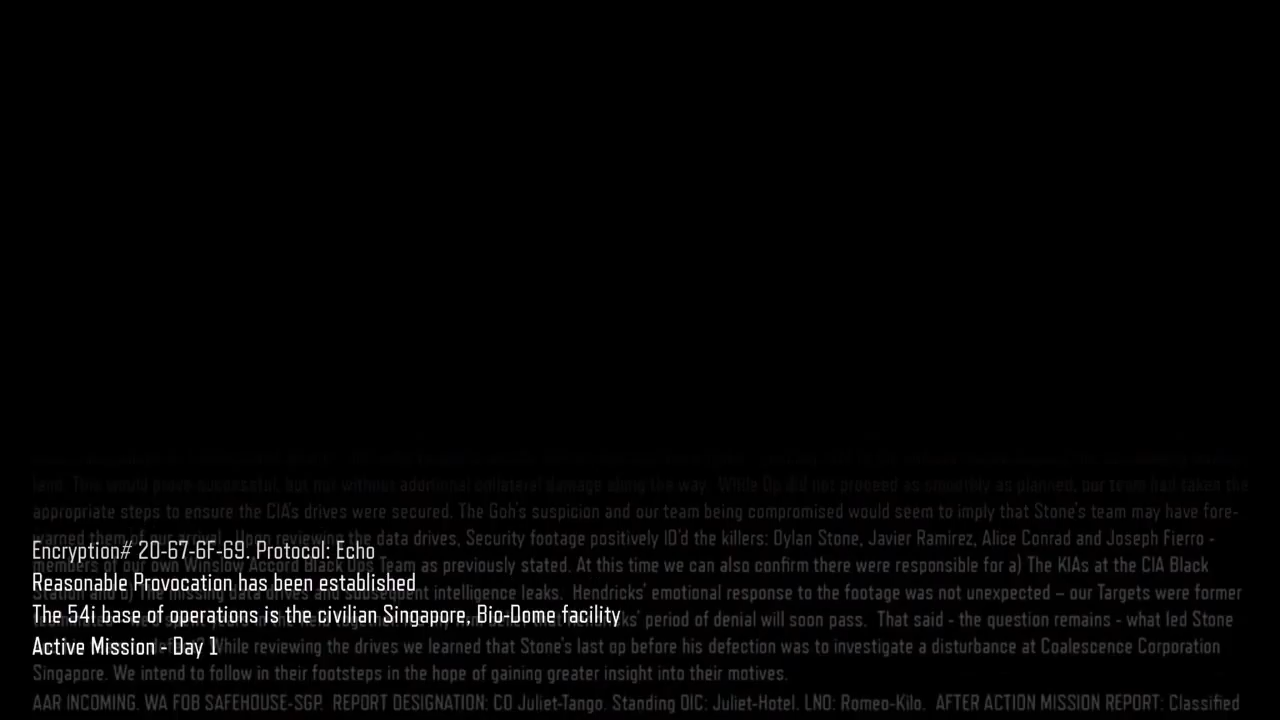 land. This would prove successful, but not without additional collateral damage along the way. While Op did not proceed as smoothly as planned, our team had taken the
appropriate steps to ensure the CIA's drives were secured. The Goh's suspicion and our team being compromised would seem to imply that Stone's team may have fore-
warned them of our arrival. Upon reviewing the data drives, Security footage positively ID'd the killers: Dylan Stone, Javier Ramirez, Alice Conrad and Joseph Fierro -
Encryption# 20-67-6F-69. Protocol: Echo
members of our own Winslow Accord Black Ops Team as previously stated. At this time we can also confirm there were responsible for a) The KIAs at the CIA Black
Reasonable Provocation has been established
Station and b) The missing data drives and subsequent intelligence leaks. Hendricks' emotional response to the footage was not unexpected – our Targets were former
The 54i base of operations is the civilian Singapore, Bio-Dome facility
period of denial will soon pass. That said - the question remains - what led Stone
Active Mission - Day 1
While reviewing the drives we learned that Stone's last op before his defection was to investigate a disturbance at Coalescence Corporation
Singapore. We intend to follow in their footsteps in the hope of gaining greater insight into their motives.
AAR INCOMING. WA FOB SAFEHOUSE-SGP. REPORT DESIGNATION: CO Juliet-Tango. Standing OIC: Juliet-Hotel. LNO: Romeo-Kilo. AFTER ACTION MISSION REPORT: Classified